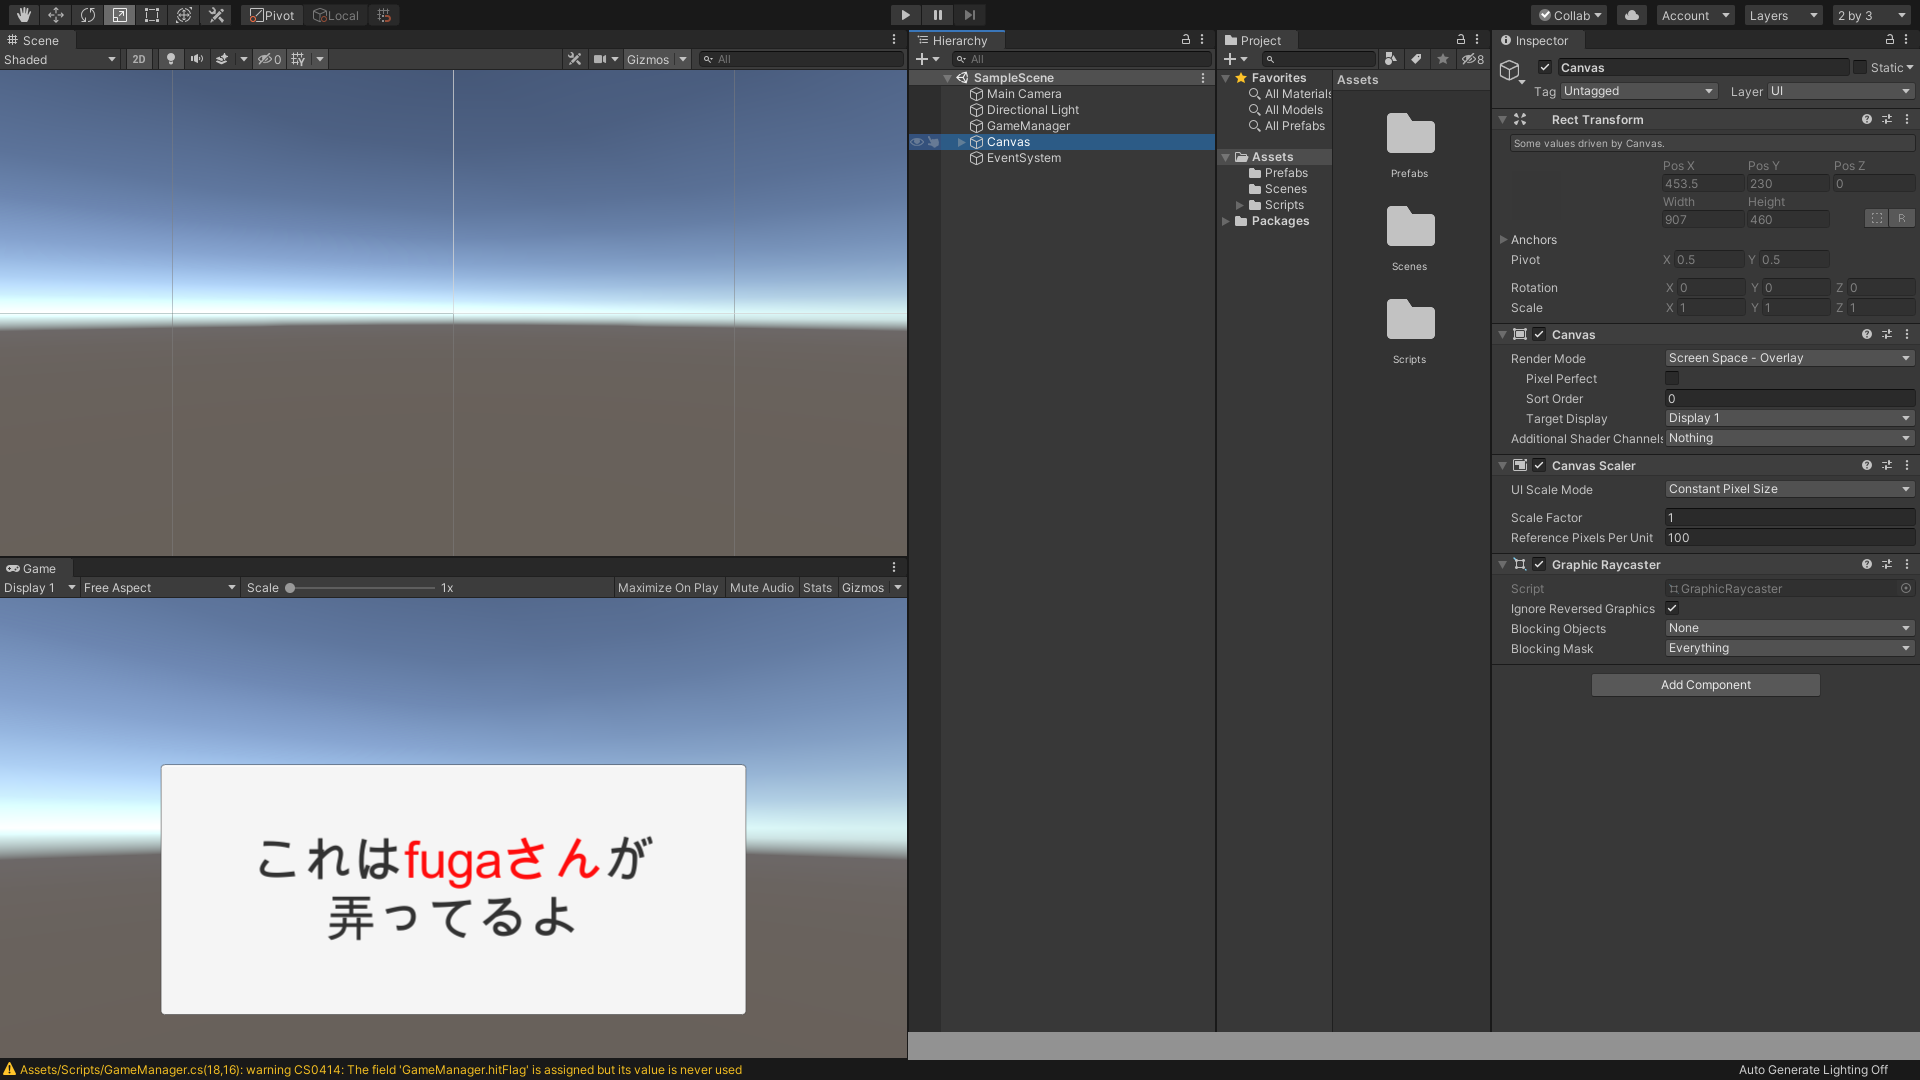 Pivot
Local
Collab
Account
Layers
2 by 3
Scene
Shaded
2D
0
Gizmos
All
Game
Display 1
Free Aspect
Scale
1x
Maximize On Play
Mute Audio
Stats
Gizmos
これはfugaさんが
弄ってるよ
Assets/Scripts/GameManager.cs(18,16): warning CS0414: The field 'GameManager.hitFlag' is assigned but its value is never used
Hierarchy
All
SampleScene
Main Camera
Directional Light
GameManager
Canvas
EventSystem
Project
8
Favorites
All Materials
All Models
All Prefabs
Assets
Prefabs
Scenes
Scripts
Packages
Assets
Prefabs
Scenes
Scripts
Inspector
Canvas
Static
Tag Untagged
Layer UI
Rect Transform
Some values driven by Canvas.
Pos X Pos Y Pos Z
453.5 230 0
Width Height
907 460
R
Anchors
Pivot X 0.5 Y 0.5
Rotation X 0 Y 0 Z 0
Scale X 1 Y 1 Z 1
Canvas
Render Mode Screen Space - Overlay
Pixel Perfect
Sort Order 0
Target Display Display 1
Additional Shader Channels Nothing
Canvas Scaler
UI Scale Mode Constant Pixel Size
Scale Factor 1
Reference Pixels Per Unit 100
Graphic Raycaster
Script GraphicRaycaster
Ignore Reversed Graphics
Blocking Objects None
Blocking Mask Everything
Add Component
Auto Generate Lighting Off